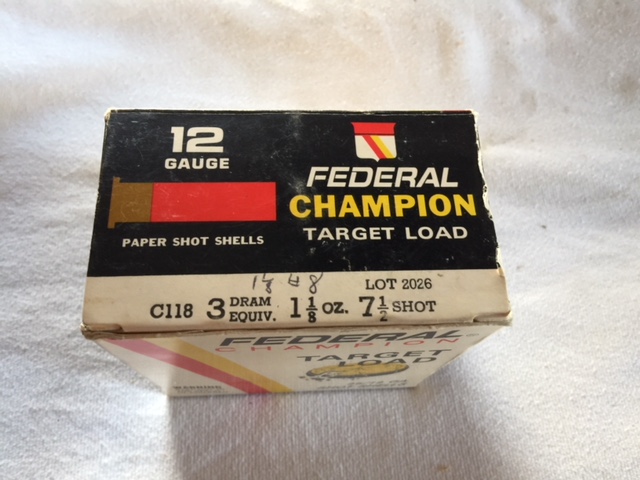 12
GAUGE
PAPER SHOT SHELLS
FEDERAL
CHAMPION
TARGET LOAD
LOT 2026
C118 3 DRAM EQUIV. 1 1/8 OZ. 7 1/2 SHOT
FEDERAL
CHAMPION
TARGET
LOAD
WARNING